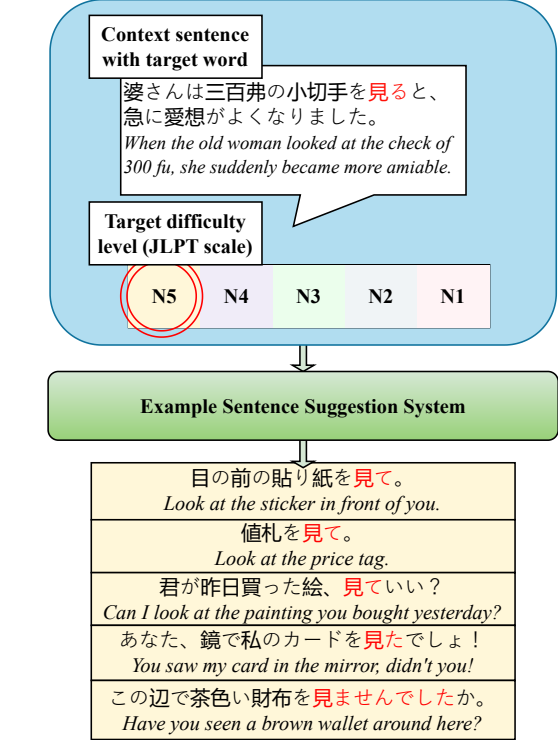 Context sentence
with target word
婆さんは三百弗の小切手を見ると、
急に愛想がよくなりました。
When the old woman looked at the check of
300 fu, she suddenly became more amiable.
Target difficulty
level (JLPT scale)
N5 N4 N3 N2 N1
Example Sentence Suggestion System
目の前の貼り紙を見て。
Look at the sticker in front of you.
値札を見て。
Look at the price tag.
君が昨日買った絵、見ていい？
Can I look at the painting you bought yesterday?
あなた、鏡で私のカードを見たでしょ！
You saw my card in the mirror, didn't you!
この辺で茶色い財布を見ませんでしたか。
Have you seen a brown wallet around here?